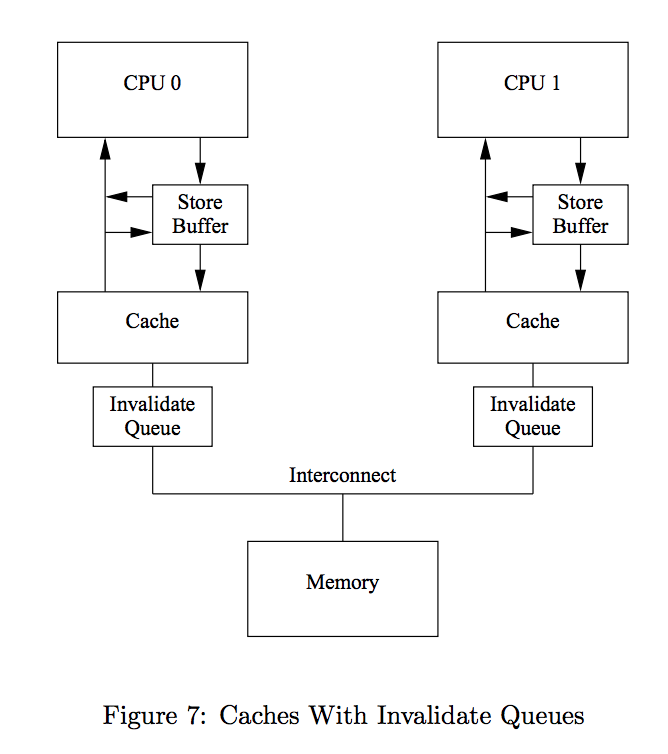 CPU 0
CPU 1
Store
Buffer
Store
Buffer
Cache
Cache
Invalidate
Queue
Invalidate
Queue
Interconnect
Memory
Figure 7: Caches With Invalidate Queues